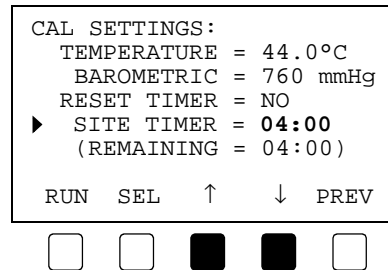 CAL SETTINGS:
TEMPERATURE = 44.0°C
BAROMETRIC = 760 mmHg
RESET TIMER = NO
SITE TIMER = 04:00
(REMAINING = 04:00)
RUN SEL ↑ ↓ PREV